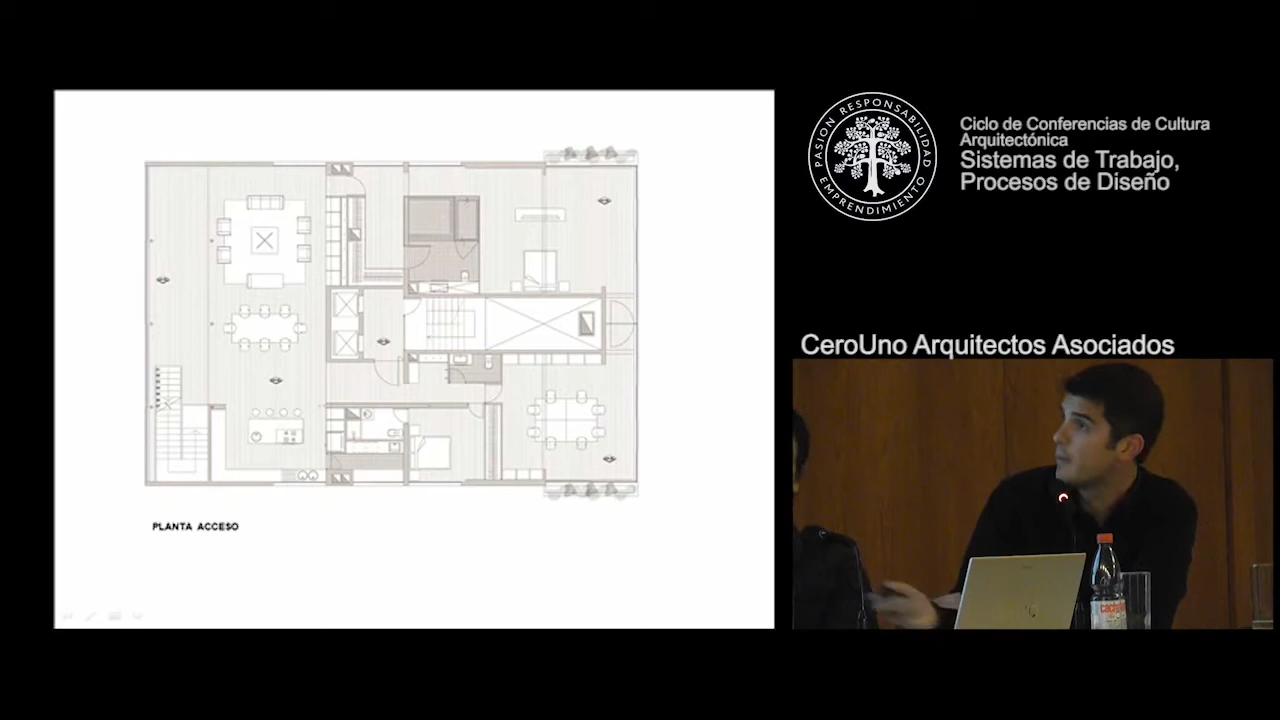 PASION RESPONSABILIDAD EMPRENDIMIENTO
Ciclo de Conferencias de Cultura
Arquitectónica
Sistemas de Trabajo,
Procesos de Diseño
CeroUno Arquitectos Asociados
PLANTA ACCESO